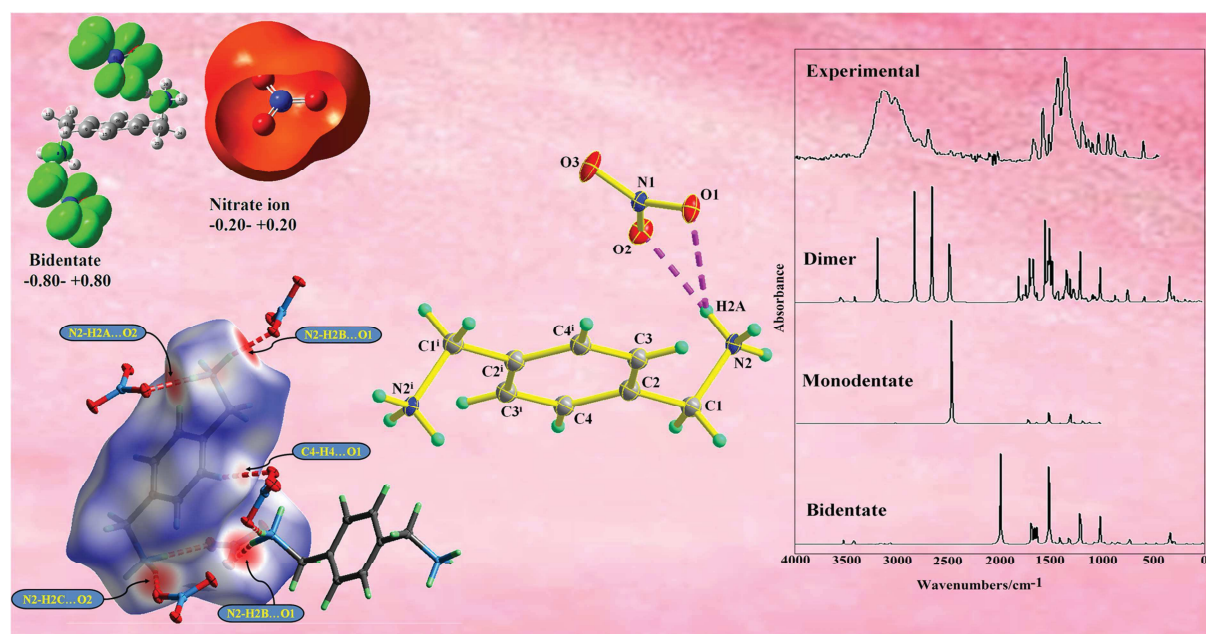 Bidentate
-0.80- +0.80
Nitrate ion
-0.20- +0.20
N2-H2A...O2
N2-H2B...O1
C4-H4...O1
N2-H2C...O2
N2-H2B...O1
O3
N1
O1
O2
H2A
C4i
C3
N2
C1i
C2i
C2
N2i
C3i
C4
C1
Experimental
Dimer
Monodentate
Bidentate
Absorbance
4000 3000 2000 1500 1000 500 0
Wavenumbers/cm-1